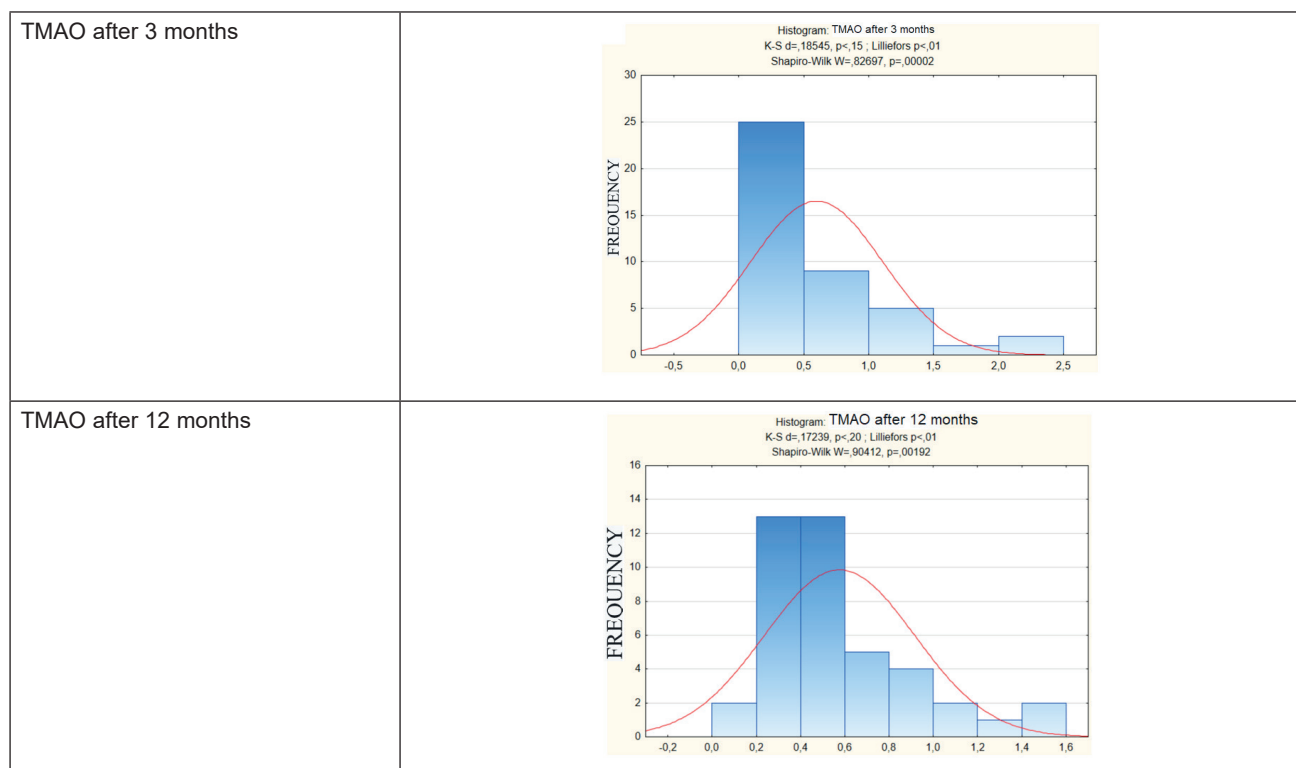 TMAO after 3 months
Histogram: TMAO after 3 months
K-S d=,18545, p<,15 ; Lilliefors p<,01
Shapiro-Wilk W=,82697, p=,00002
FREQUENCY
30
25
20
15
10
5
0
-0,5 0,0 0,5 1,0 1,5 2,0 2,5
TMAO after 12 months
Histogram: TMAO after 12 months
K-S d=,17239, p<,20 ; Lilliefors p<,01
Shapiro-Wilk W=,90412, p=,00192
FREQUENCY
16
14
12
10
8
6
4
2
0
-0,2 0,0 0,2 0,4 0,6 0,8 1,0 1,2 1,4 1,6